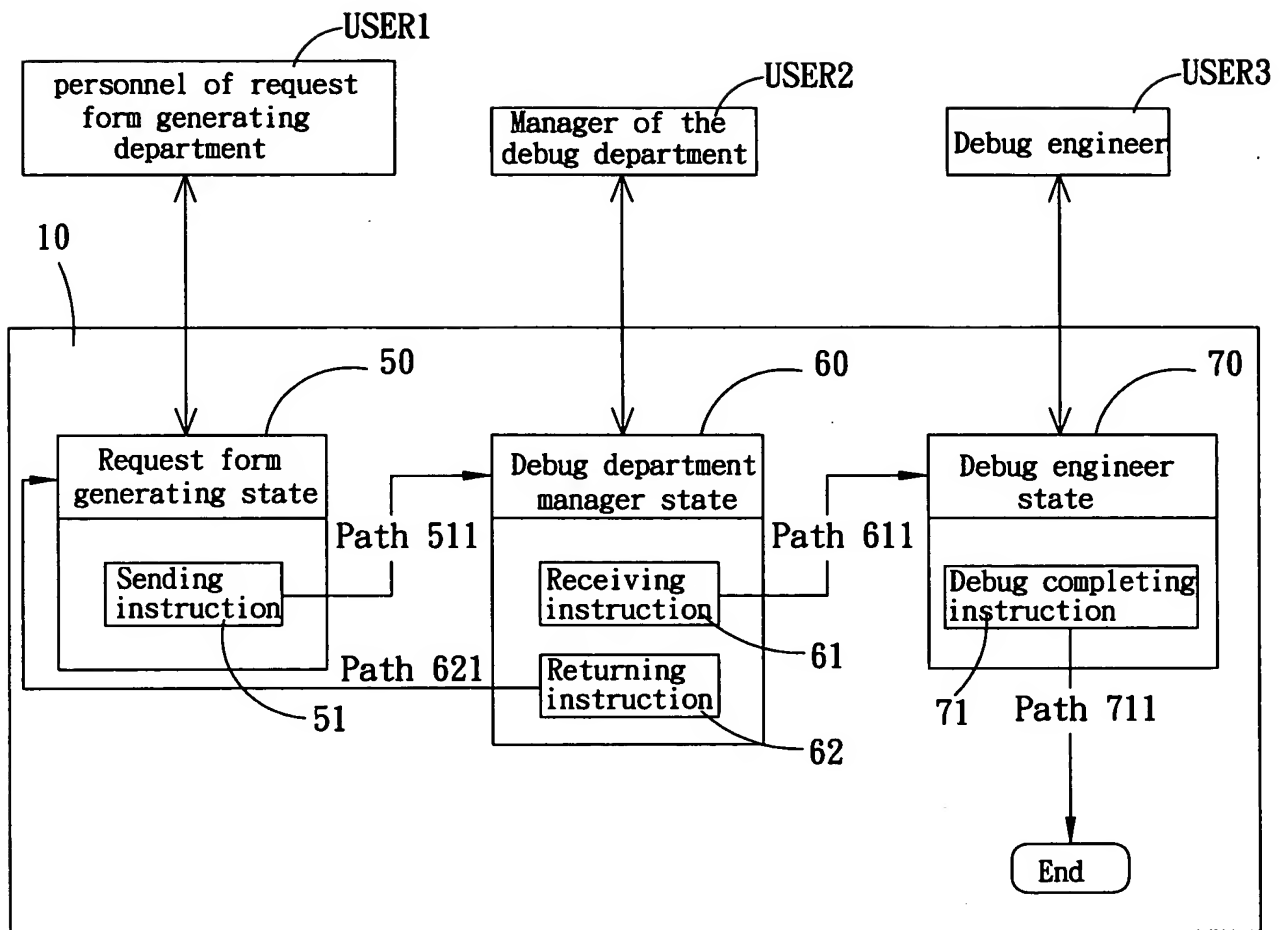 USER1
personnel of request
form generating
department
USER2
Manager of the
debug department
USER3
Debug engineer
10
50
Request form
generating state
60
Debug department
manager state
70
Debug engineer
state
Path 511
Path 611
Sending
instruction
Receiving
instruction
Debug completing
instruction
51
61
Path 621
Returning
instruction
62
71
Path 711
End